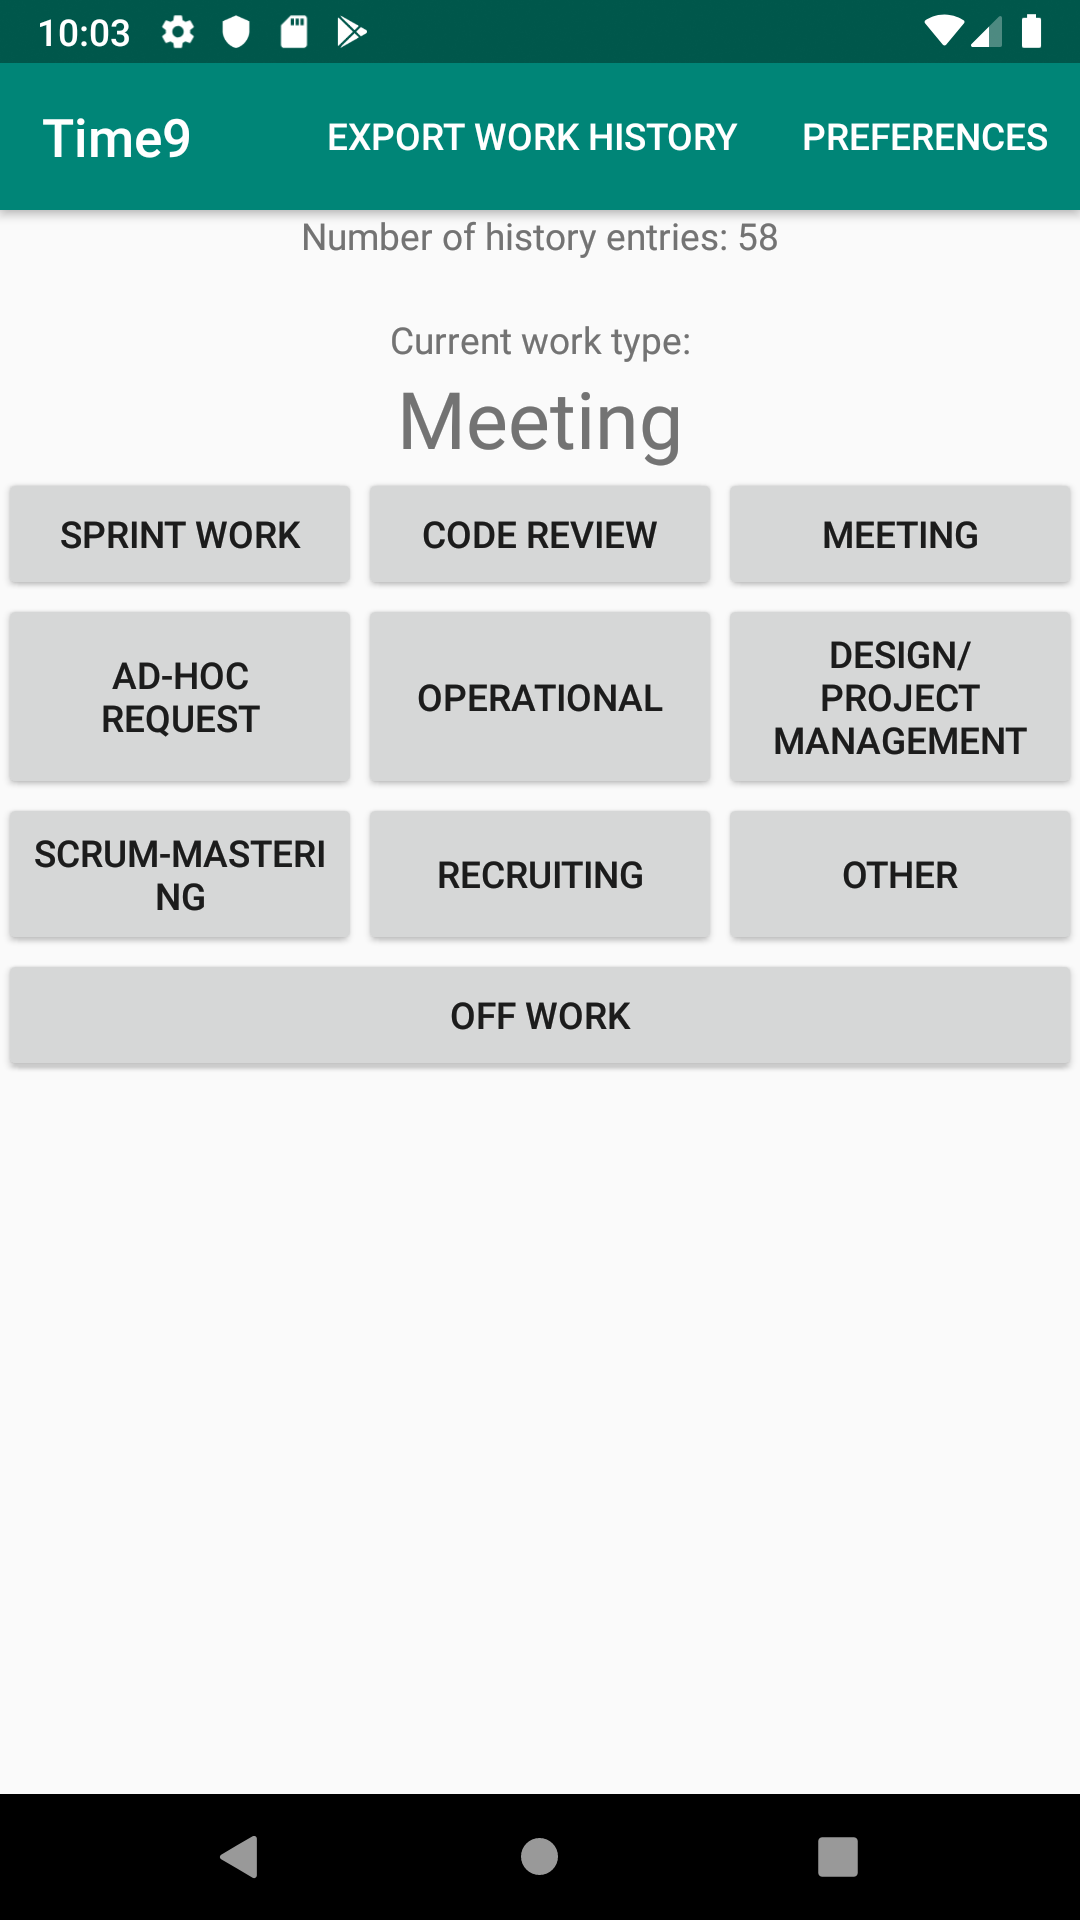 10:03
Time9 EXPORT WORK HISTORY PREFERENCES
Number of history entries: 58
Current work type:
Meeting
SPRINT WORK
CODE REVIEW
MEETING
AD-HOC
REQUEST
OPERATIONAL
DESIGN/
PROJECT
MANAGEMENT
SCRUM-MASTERI
NG
RECRUITING
OTHER
OFF WORK